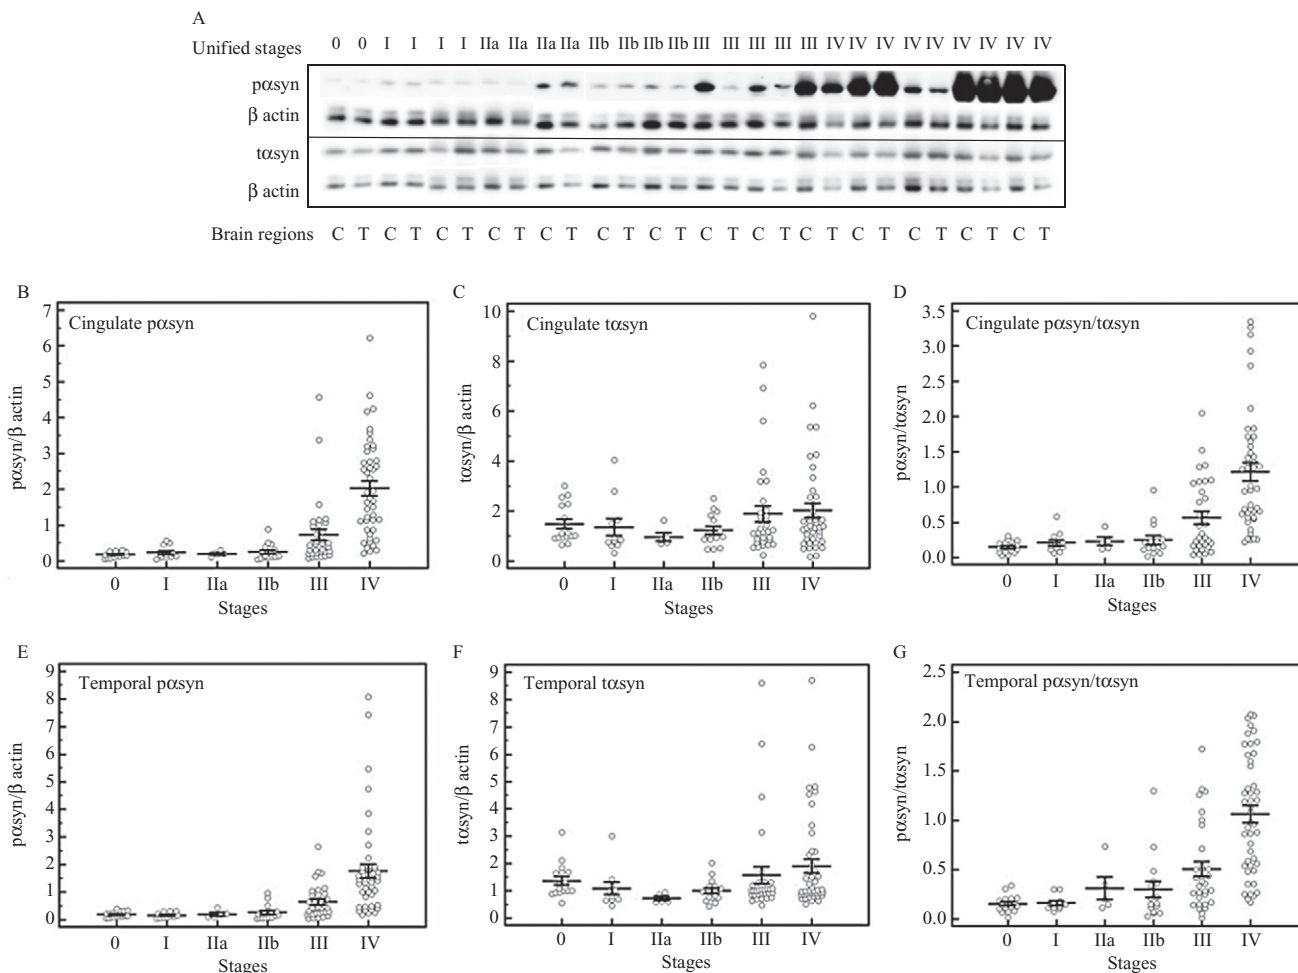 A
Unified stages 0 0 I I I I IIa IIa IIa IIa IIb IIb IIb IIb III III III III III IV IV IV IV IV IV IV IV IV
pαsyn
β actin
tαsyn
β actin
Brain regions C T C T C T C T C T C T C T C T C T C T C T C T C T C T
B
Cingulate pαsyn
pαsyn/β actin
7
6
5
4
3
2
1
0
0 I IIa IIb III IV
Stages
C
Cingulate tαsyn
tαsyn/β actin
10
8
6
4
2
0
0 I IIa IIb III IV
Stages
D
Cingulate pαsyn/tαsyn
pαsyn/tαsyn
3.5
3.0
2.5
2.0
1.5
1.0
0.5
0.0
0 I IIa IIb III IV
Stages
E
Temporal pαsyn
pαsyn/β actin
9
8
7
6
5
4
3
2
1
0
0 I IIa IIb III IV
Stages
F
Temporal tαsyn
tαsyn/β actin
9
8
7
6
5
4
3
2
1
0
0 I IIa IIb III IV
Stages
G
Temporal pαsyn/tαsyn
pαsyn/tαsyn
2.5
2.0
1.5
1.0
0.5
0.0
0 I IIa IIb III IV
Stages